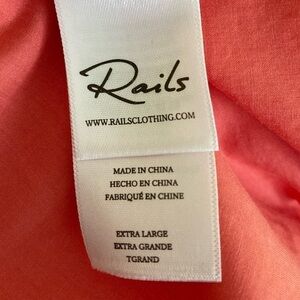 Rails
WWW.RAILSCLOTHING.COM
MADE IN CHINA
HECHO EN CHINA
FABRIQUÉ EN CHINE
EXTRA LARGE
EXTRA GRANDE
TGRAND